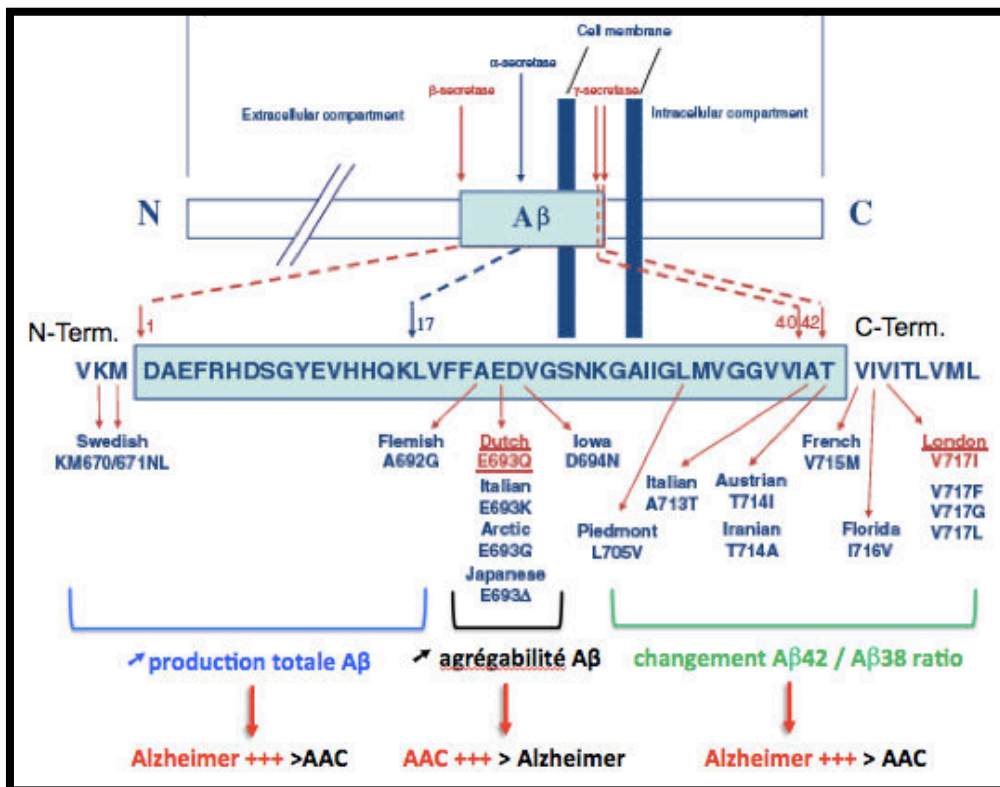 Cell membrane
α-secretase
β-secretase
γ-secretase
Extracellular compartment
Intracellular compartment
N
Aβ
C
N-Term.
1
17
40 42
C-Term.
VKM DAEFRHDSGYEVHHQKLVFFAEDVGSNKGAIIGLMVGGVVIAT VIVITLVML
Swedish
KM670/671NL
Flemish
A692G
Dutch
E693Q
Italian
E693K
Arctic
E693G
Japanese
E693Δ
Iowa
D694N
Piedmont
L705V
Italian
A713T
Austrian
T714I
Iranian
T714A
French
V715M
Florida
I716V
London
V717I
V717F
V717G
V717L
➚ production totale Aβ
➚ agrégabilité Aβ
changement Aβ42 / Aβ38 ratio
Alzheimer +++ >AAC
AAC +++ > Alzheimer
Alzheimer +++ > AAC